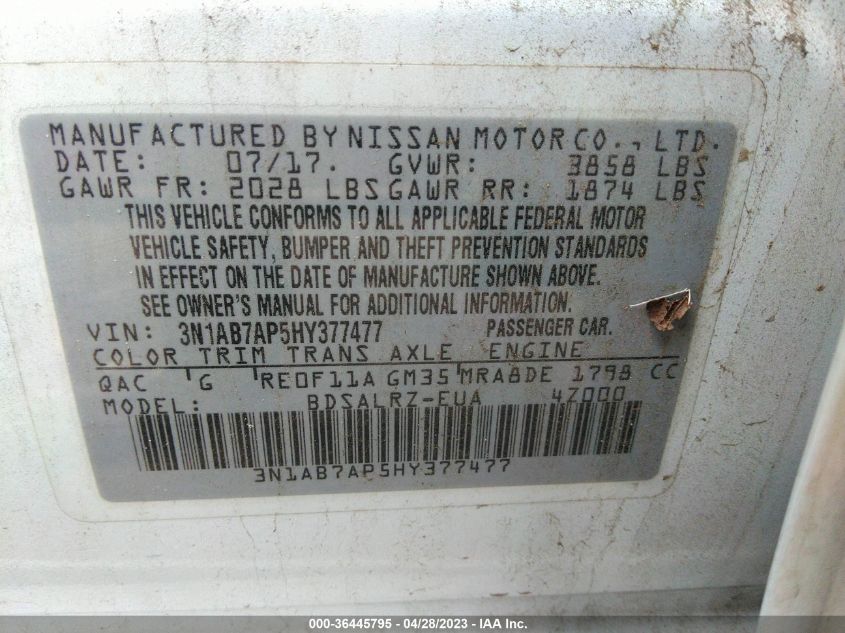 MANUFACTURED BY NISSAN MOTOR CO., LTD.
DATE: 07/17. GVWR: 3858 LBS
GAWR FR: 2028 LBS GAWR RR: 1874 LBS
THIS VEHICLE CONFORMS TO ALL APPLICABLE FEDERAL MOTOR
VEHICLE SAFETY, BUMPER AND THEFT PREVENTION STANDARDS
IN EFFECT ON THE DATE OF MANUFACTURE SHOWN ABOVE.
SEE OWNER'S MANUAL FOR ADDITIONAL INFORMATION.
VIN: 3N1AB7AP5HY377477 PASSENGER CAR.
COLOR TRIM TRANS AXLE ENGINE
QAC G RE0F11A GM35 MRA8DE 1798 CC
MODEL: BDSALRZ-EUA 4Z000
3N1AB7AP5HY377477
000-36445795 - 04/28/2023 - IAA Inc.